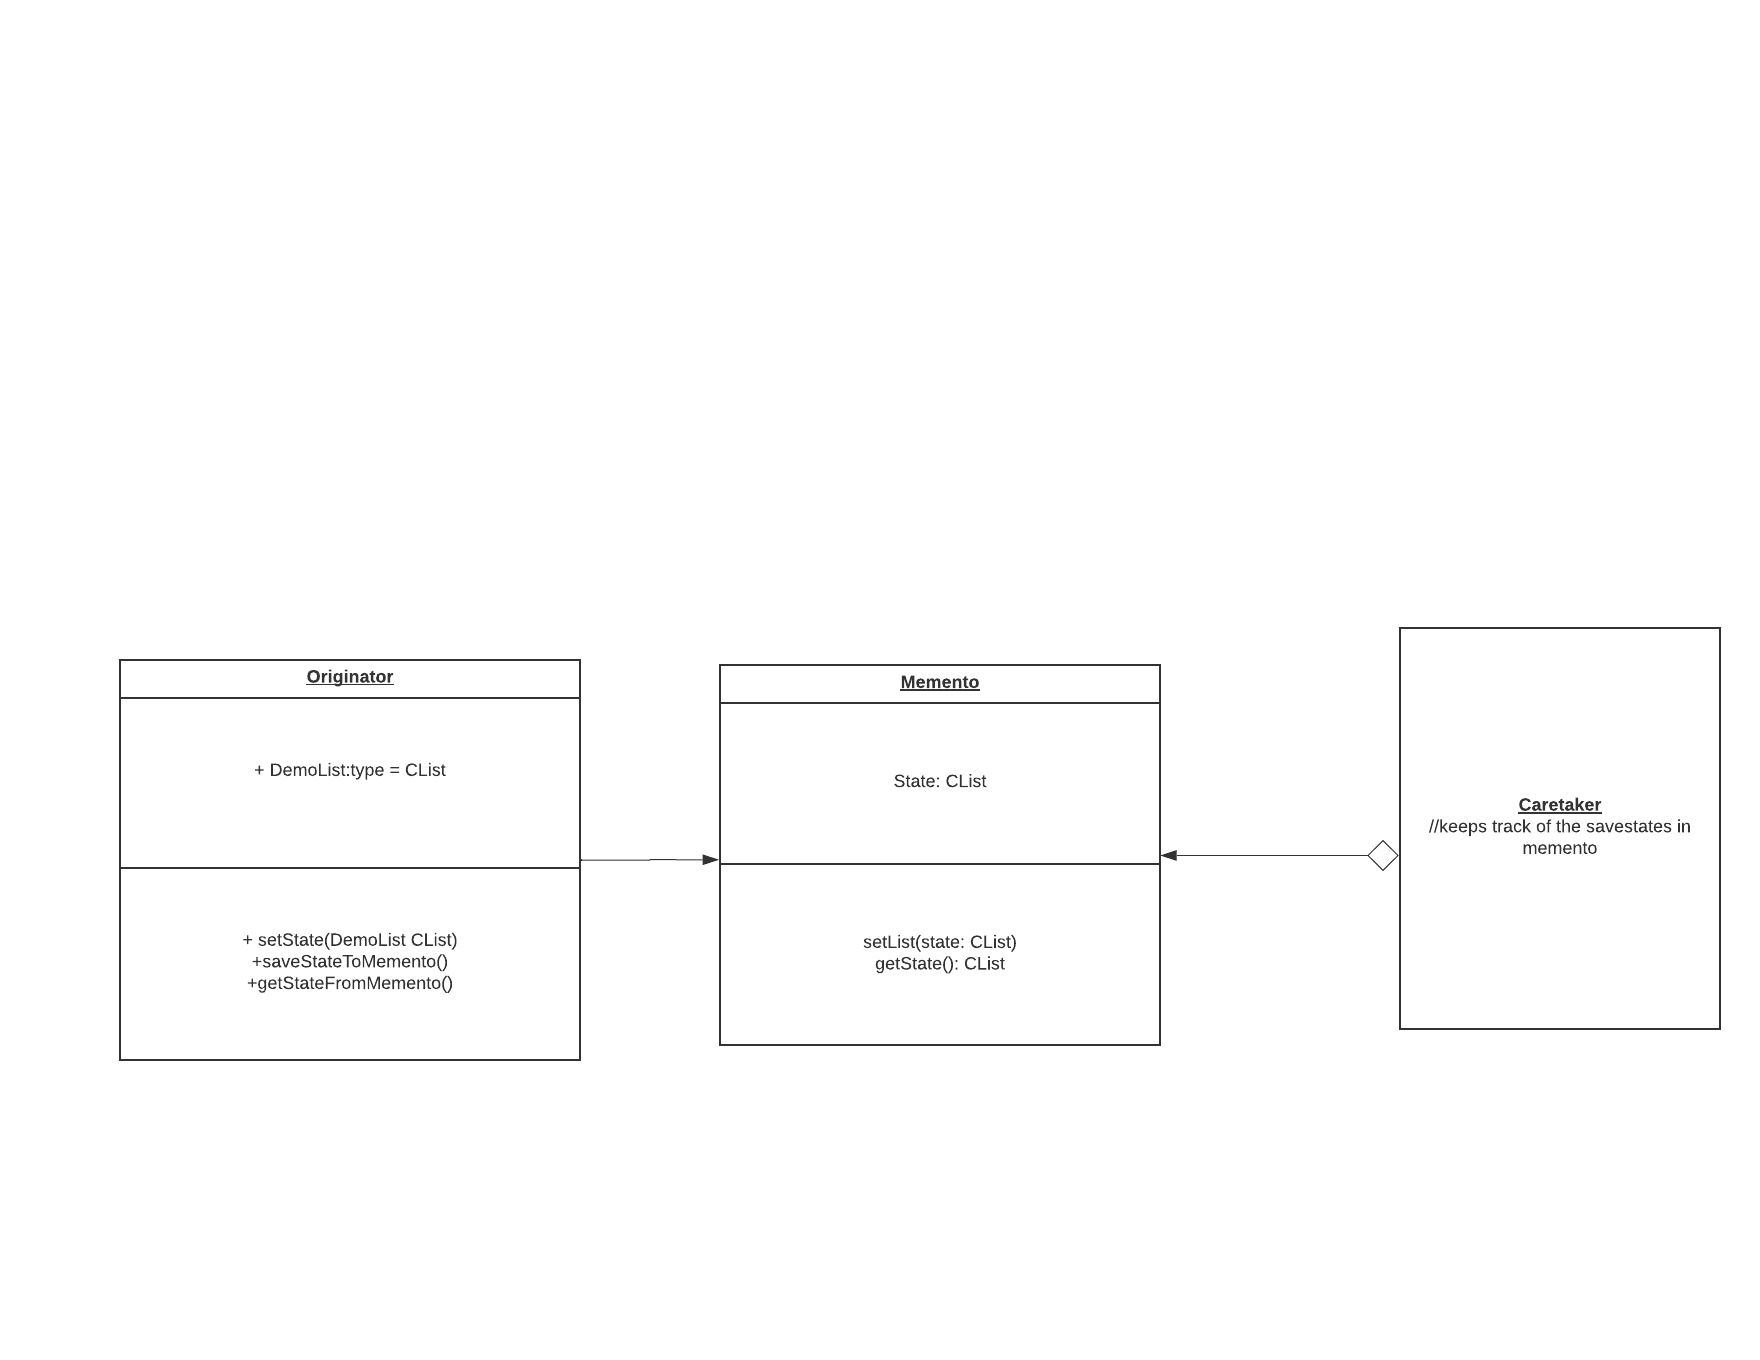 Originator
+ DemoList:type = CList
+ setState(DemoList CList)
+saveStateToMemento()
+getStateFromMemento()
Memento
State: CList
setList(state: CList)
getState(): CList
Caretaker
//keeps track of the savestates in
memento